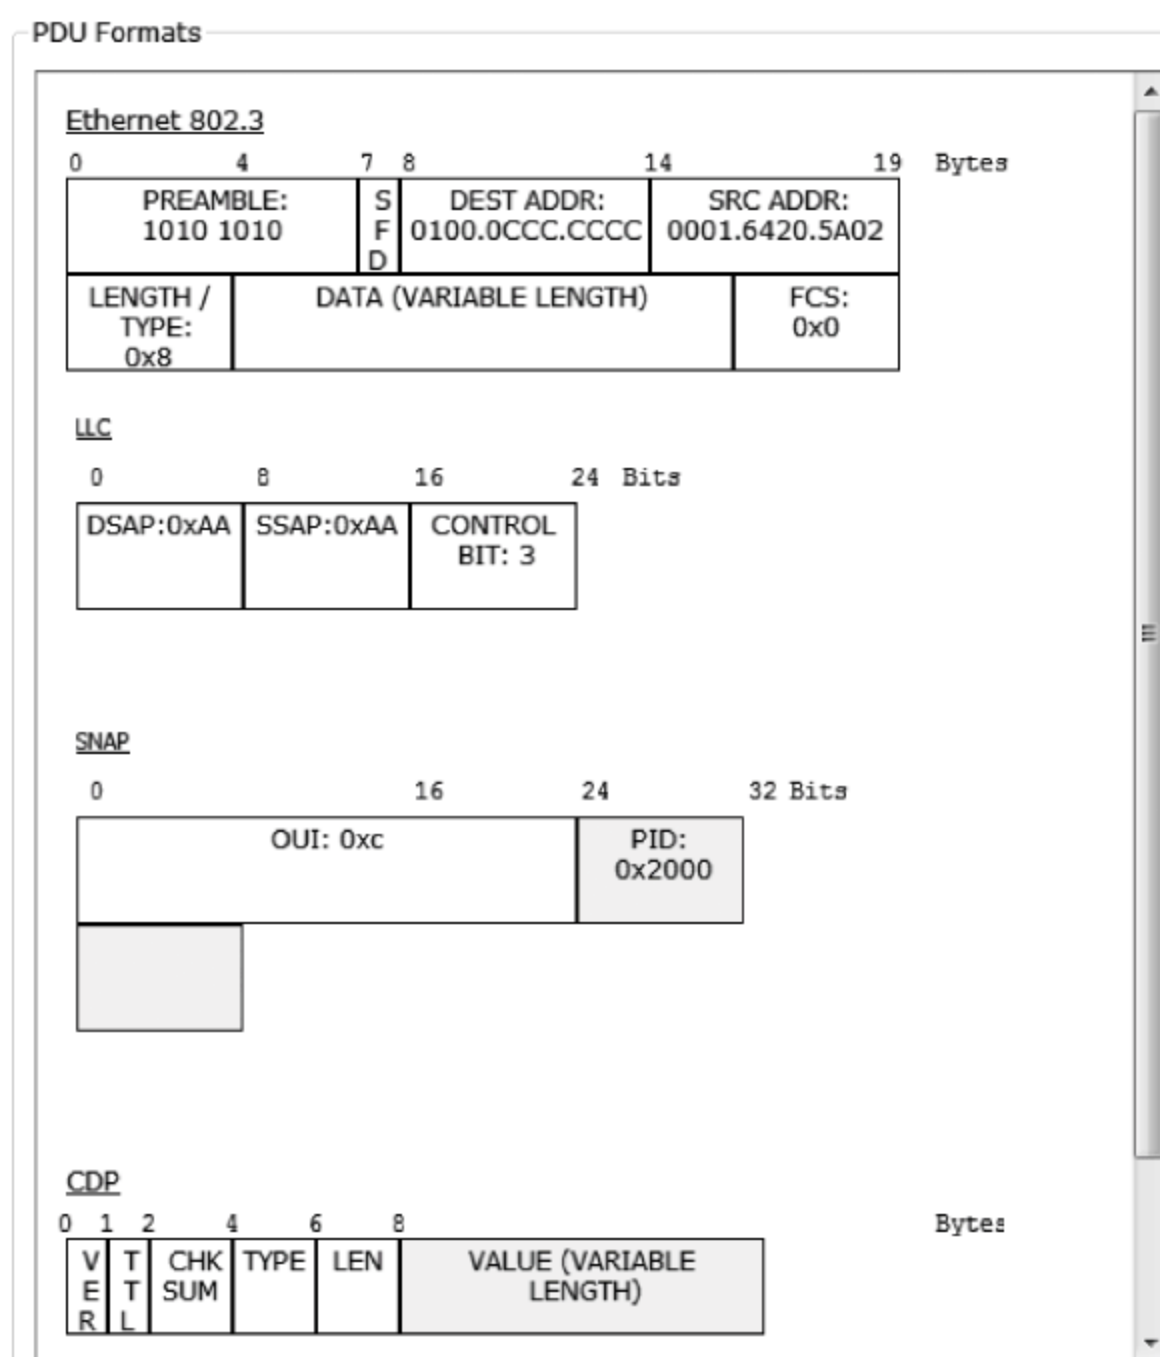 PDU Formats
Ethernet 802.3
0 4 7 8 14 19 Bytes
PREAMBLE: 1010 1010
SFD
DEST ADDR: 0100.0CCC.CCCC
SRC ADDR: 0001.6420.5A02
LENGTH / TYPE: 0x8
DATA (VARIABLE LENGTH)
FCS: 0x0
LLC
0 8 16 24 Bits
DSAP:0xAA
SSAP:0xAA
CONTROL BIT: 3
SNAP
0 16 24 32 Bits
OUI: 0xc
PID: 0x2000
CDP
0 1 2 4 6 8 Bytes
VER
TTL
CHK SUM
TYPE
LEN
VALUE (VARIABLE LENGTH)